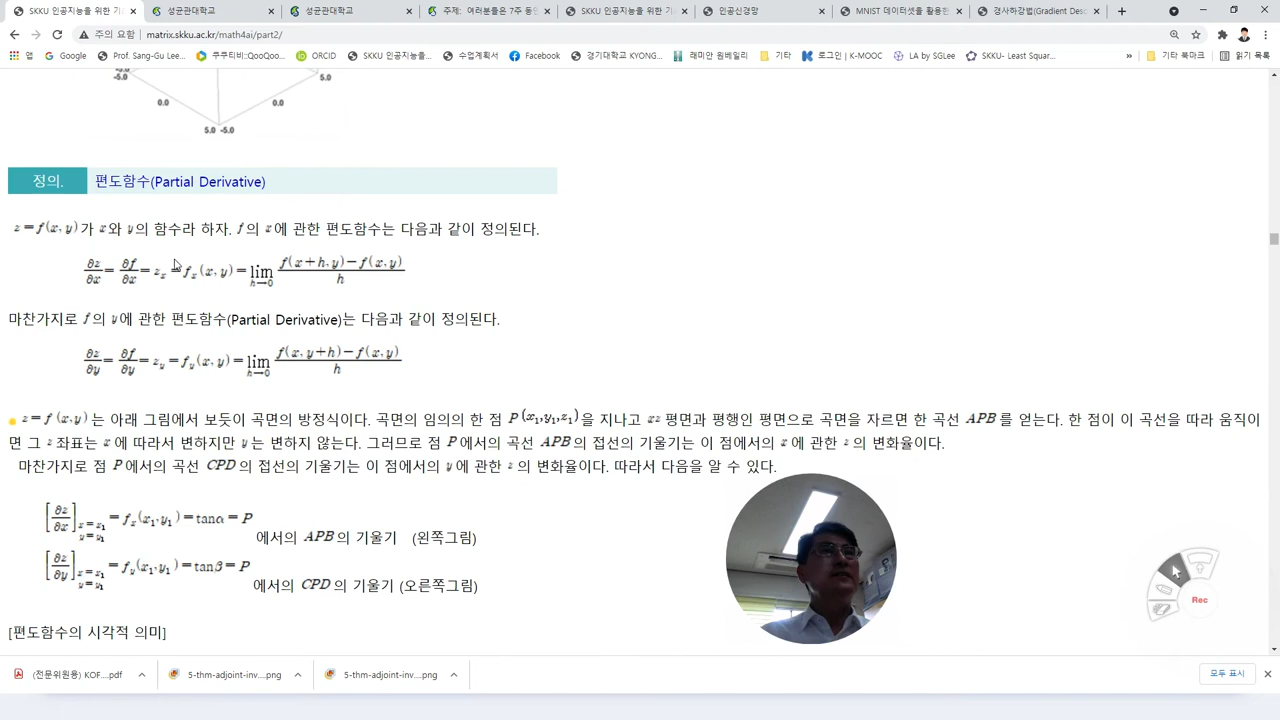 SKKU 인공지능을 위한 기
성균관대학교
성균관대학교
주제: 여러분들은 7주 동안
SKKU 인공지능을 위한 기
인공신경망
MNIST 데이터셋을 활용한
경사하강법(Gradient Desc
주의 요함 | matrix.skku.ac.kr/math4ai/part2/
앱 Google Prof. Sang-Gu Lee... 쿠쿠티비::QooQoo... ORCID SKKU 인공지능을... 수업계획서 Facebook 경기대학교 KYONG... 래미안 원베일리 기타 로그인 | K-MOOC LA by SGLee SKKU- Least Squar... » 기타 북마크 읽기 목록
-5.0 5.0
0.0 0.0
5.0 -5.0
정의. 편도함수(Partial Derivative)
z = f(x, y)가 x와 y의 함수라 하자. f의 x에 관한 편도함수는 다음과 같이 정의된다.
∂z/∂x = ∂f/∂x = z_x = f_x(x, y) = lim_{h→0} (f(x+h, y) − f(x, y))/h
마찬가지로 f의 y에 관한 편도함수(Partial Derivative)는 다음과 같이 정의된다.
∂z/∂y = ∂f/∂y = z_y = f_y(x, y) = lim_{h→0} (f(x, y+h) − f(x, y))/h
z = f (x,y) 는 아래 그림에서 보듯이 곡면의 방정식이다. 곡면의 임의의 한 점 P(x₁,y₁,z₁)을 지나고 xz 평면과 평행인 평면으로 곡면을 자르면 한 곡선 APB를 얻는다. 한 점이 이 곡선을 따라 움직이
면 그 z 좌표는 x에 따라서 변하지만 y는 변하지 않는다. 그러므로 점 P에서의 곡선 APB의 접선의 기울기는 이 점에서의 x에 관한 z의 변화율이다.
마찬가지로 점 P에서의 곡선 CPD의 접선의 기울기는 이 점에서의 y에 관한 z의 변화율이다. 따라서 다음을 알 수 있다.
[∂z/∂x]_{x=x₁, y=y₁} = f_x(x₁,y₁) = tanα = P 에서의 APB의 기울기 (왼쪽그림)
[∂z/∂y]_{x=x₁, y=y₁} = f_y(x₁,y₁) = tanβ = P 에서의 CPD의 기울기 (오른쪽그림)
[편도함수의 시각적 의미]
Rec
(전문위원용) KOF....pdf
5-thm-adjoint-inv....png
5-thm-adjoint-inv....png
모두 표시